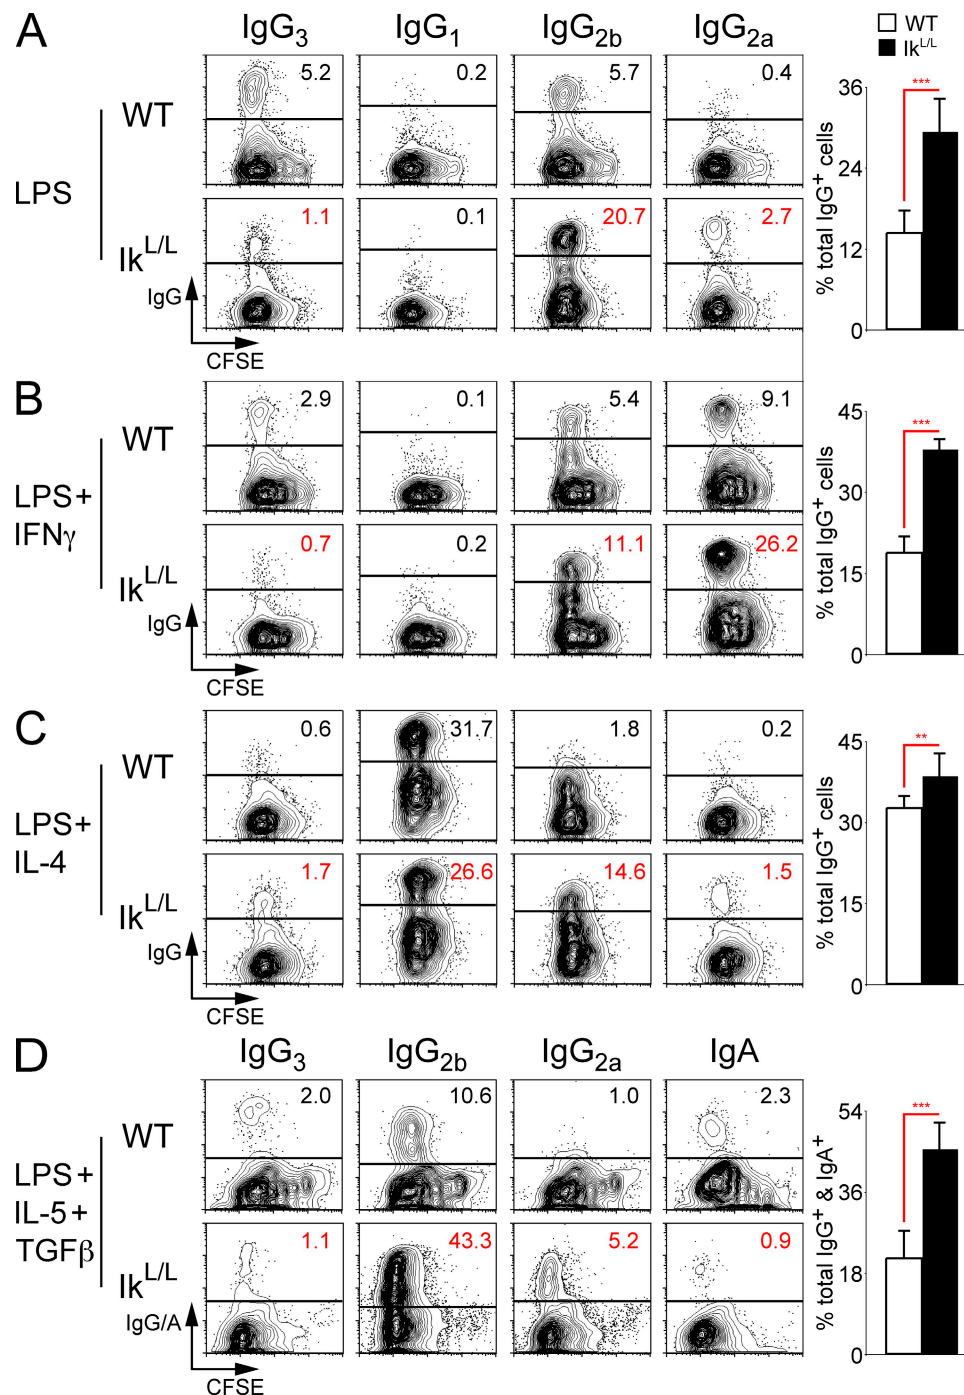 A
IgG3
IgG1
IgG2b
IgG2a
WT
IkL/L
LPS
WT
5.2
0.2
5.7
0.4
IkL/L
1.1
0.1
20.7
2.7
IgG
CFSE
% total IgG+ cells
36
24
12
0
***
B
LPS+
IFNγ
WT
2.9
0.1
5.4
9.1
IkL/L
0.7
0.2
11.1
26.2
IgG
CFSE
% total IgG+ cells
45
30
15
0
***
C
LPS+
IL-4
WT
0.6
31.7
1.8
0.2
IkL/L
1.7
26.6
14.6
1.5
IgG
CFSE
% total IgG+ cells
45
30
15
0
**
D
IgG3
IgG2b
IgG2a
IgA
LPS+
IL-5+
TGFβ
WT
2.0
10.6
1.0
2.3
IkL/L
1.1
43.3
5.2
0.9
IgG/A
CFSE
% total IgG+ & IgA+
54
36
18
0
***